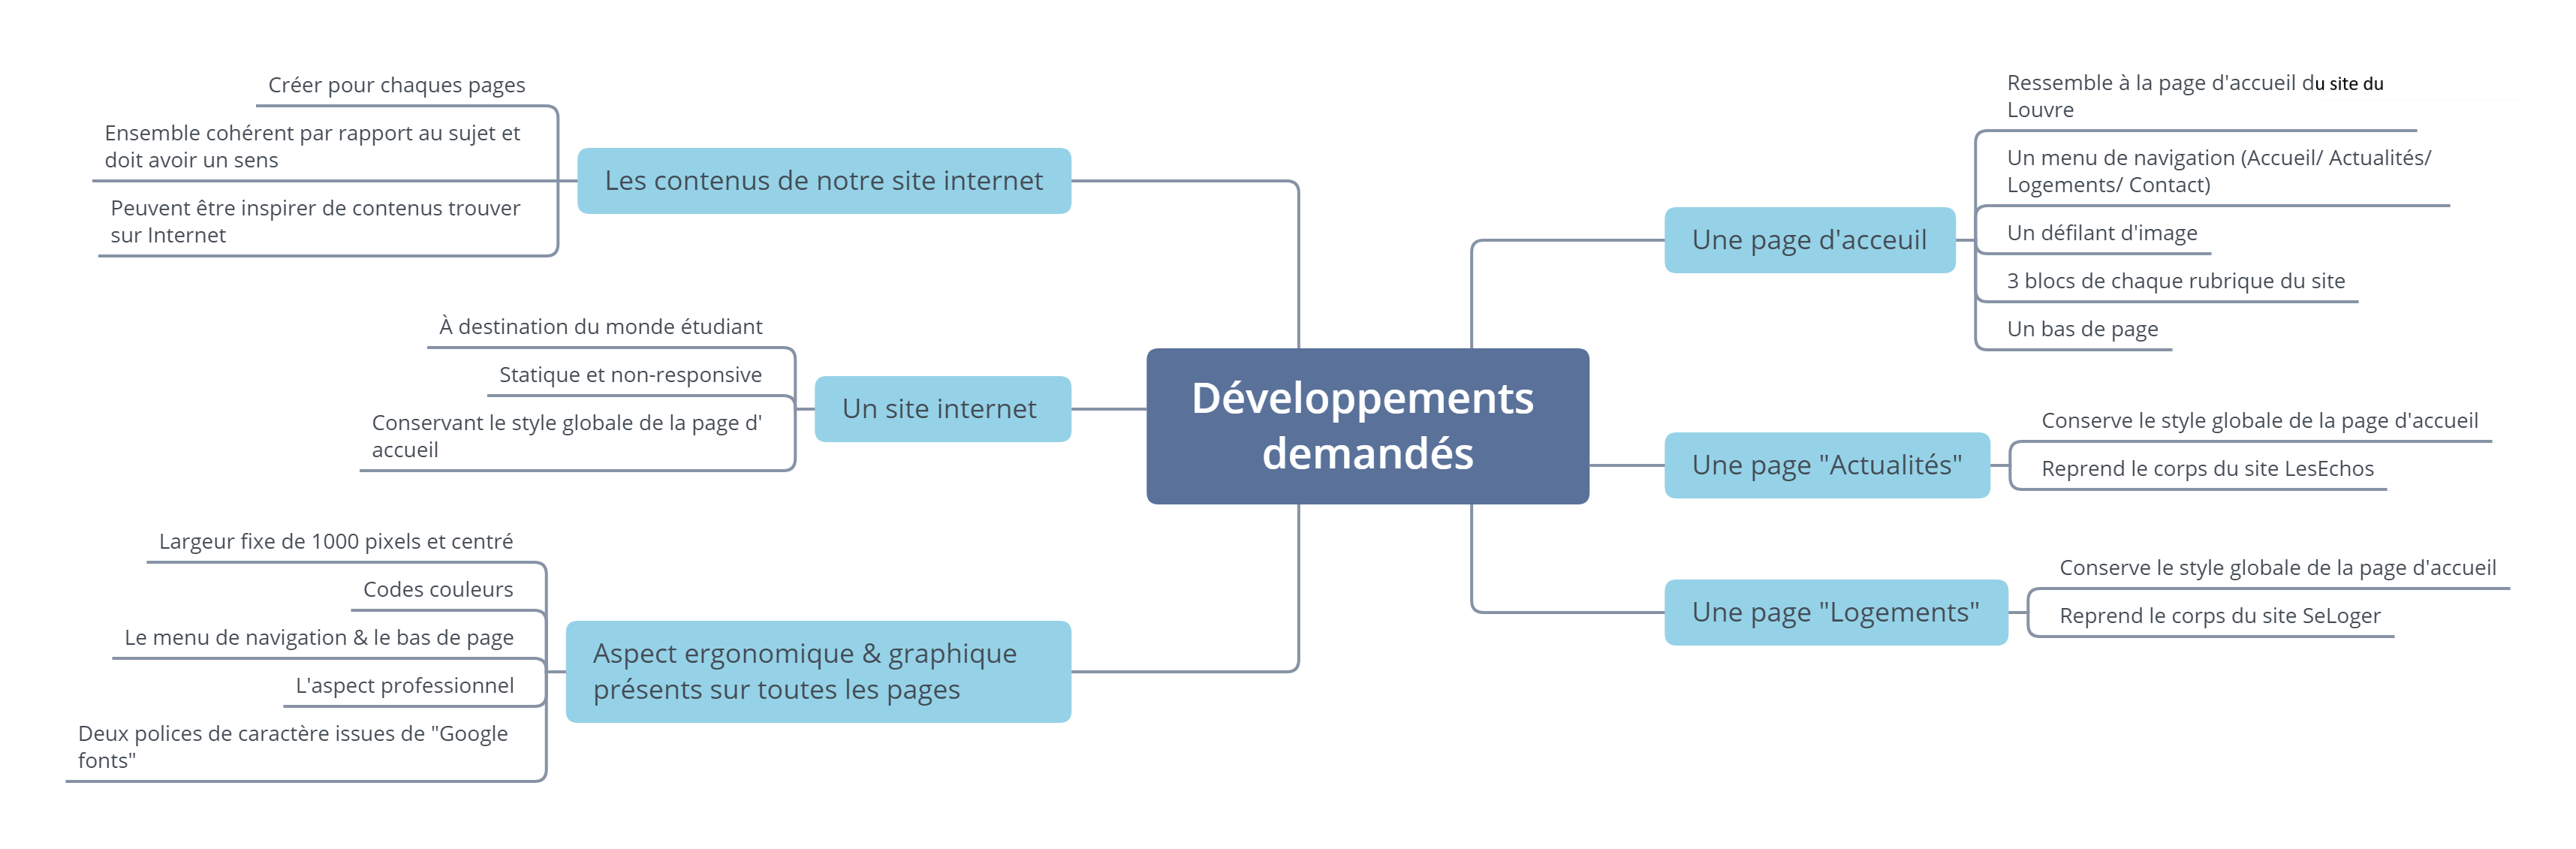 Développements
demandés
Les contenus de notre site internet
Créer pour chaques pages
Ensemble cohérent par rapport au sujet et
doit avoir un sens
Peuvent être inspirer de contenus trouver
sur Internet
Un site internet
À destination du monde étudiant
Statique et non-responsive
Conservant le style globale de la page d'
accueil
Aspect ergonomique & graphique
présents sur toutes les pages
Largeur fixe de 1000 pixels et centré
Codes couleurs
Le menu de navigation & le bas de page
L'aspect professionnel
Deux polices de caractère issues de "Google
fonts"
Une page d'acceuil
Ressemble à la page d'accueil du site du
Louvre
Un menu de navigation (Accueil/ Actualités/
Logements/ Contact)
Un défilant d'image
3 blocs de chaque rubrique du site
Un bas de page
Une page "Actualités"
Conserve le style globale de la page d'accueil
Reprend le corps du site LesEchos
Une page "Logements"
Conserve le style globale de la page d'accueil
Reprend le corps du site SeLoger